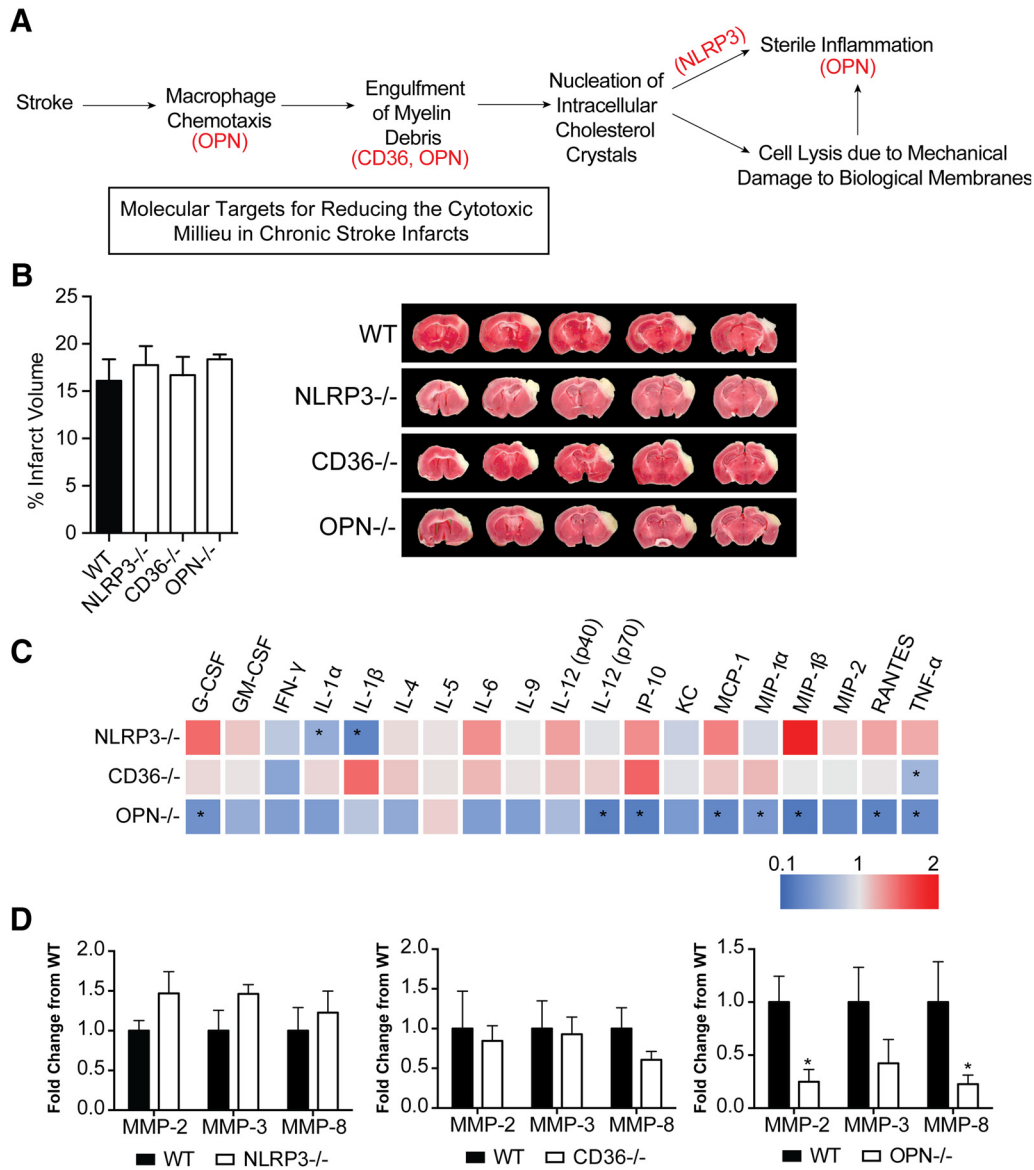 A
Stroke
Macrophage
Chemotaxis
(OPN)
Engulfment
of Myelin
Debris
(CD36, OPN)
Nucleation of
Intracellular
Cholesterol
Crystals
(NLRP3)
Sterile Inflammation
(OPN)
Cell Lysis due to Mechanical
Damage to Biological Membranes
Molecular Targets for Reducing the Cytotoxic
Millieu in Chronic Stroke Infarcts
B
% Infarct Volume
25
20
15
10
5
0
WT
NLRP3-/-
CD36-/-
OPN-/-
WT
NLRP3-/-
CD36-/-
OPN-/-
C
G-CSF
GM-CSF
IFN-γ
IL-1α
IL-1β
IL-4
IL-5
IL-6
IL-9
IL-12 (p40)
IL-12 (p70)
IP-10
KC
MCP-1
MIP-1α
MIP-1β
MIP-2
RANTES
TNF-α
NLRP3-/- * *
CD36-/- *
OPN-/- * * * * * * * *
0.1 1 2
D
Fold Change from WT
2.0
1.5
1.0
0.5
0.0
MMP-2 MMP-3 MMP-8
WT NLRP3-/-
Fold Change from WT
2.0
1.5
1.0
0.5
0.0
MMP-2 MMP-3 MMP-8
WT CD36-/-
Fold Change from WT
1.5
1.0
0.5
0.0
* *
MMP-2 MMP-3 MMP-8
WT OPN-/-